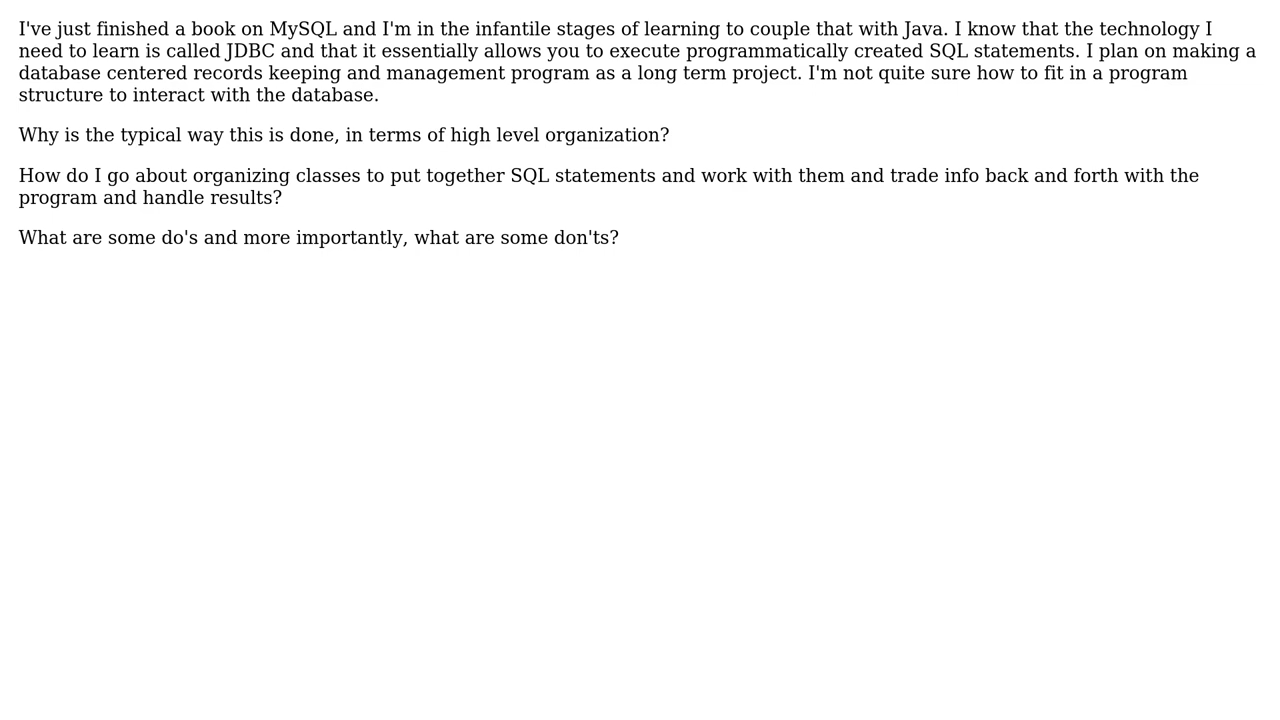 I've just finished a book on MySQL and I'm in the infantile stages of learning to couple that with Java. I know that the technology I
need to learn is called JDBC and that it essentially allows you to execute programmatically created SQL statements. I plan on making a
database centered records keeping and management program as a long term project. I'm not quite sure how to fit in a program
structure to interact with the database.
Why is the typical way this is done, in terms of high level organization?
How do I go about organizing classes to put together SQL statements and work with them and trade info back and forth with the
program and handle results?
What are some do's and more importantly, what are some don'ts?